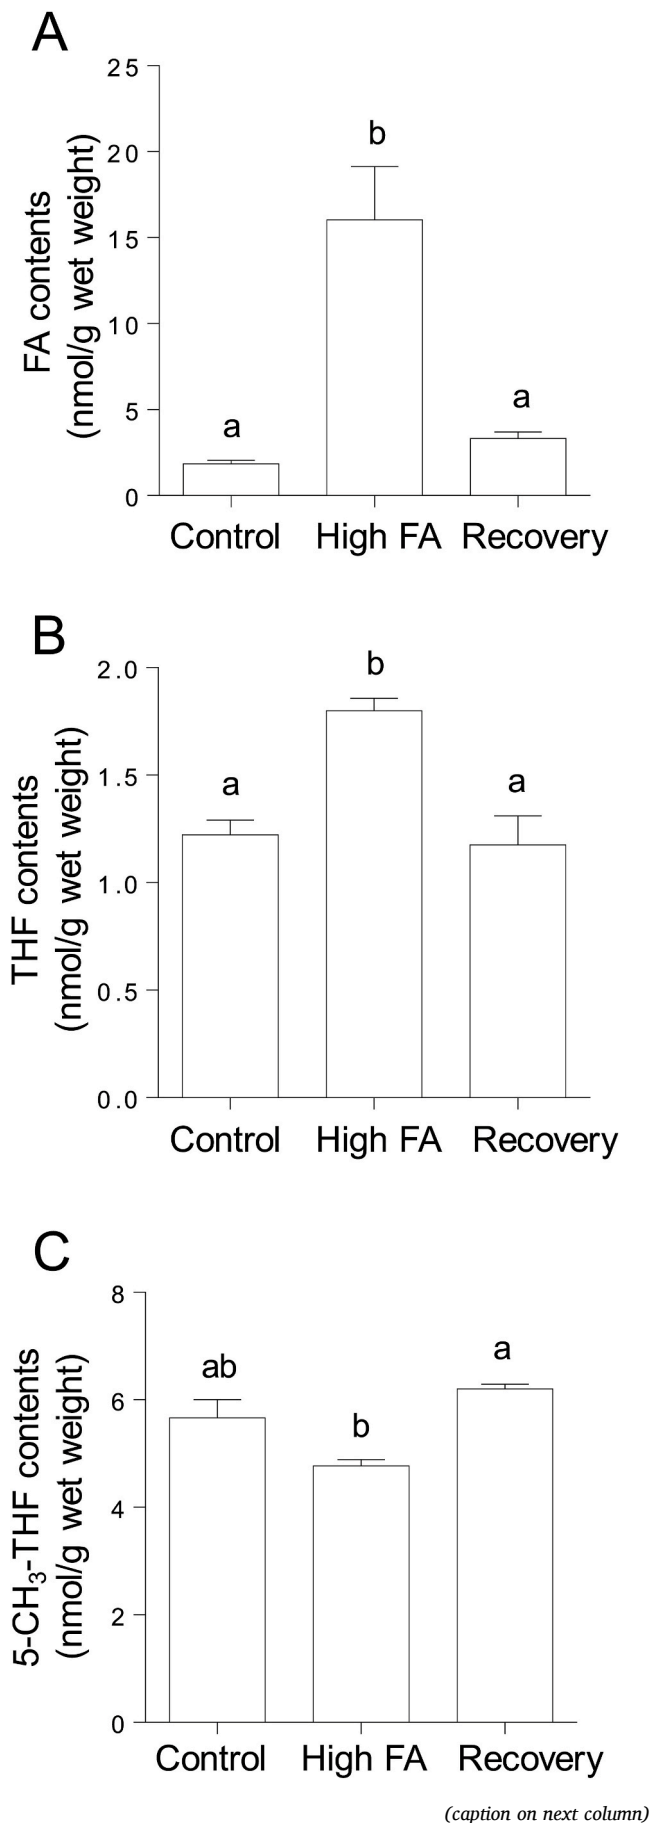 A
25
20
15
10
5
0
FA contents
(nmol/g wet weight)
a
b
a
Control High FA Recovery
B
2.0
1.5
1.0
0.5
0.0
THF contents
(nmol/g wet weight)
a
b
a
Control High FA Recovery
C
8
6
4
2
0
5-CH₃-THF contents
(nmol/g wet weight)
ab
b
a
Control High FA Recovery
(caption on next column)